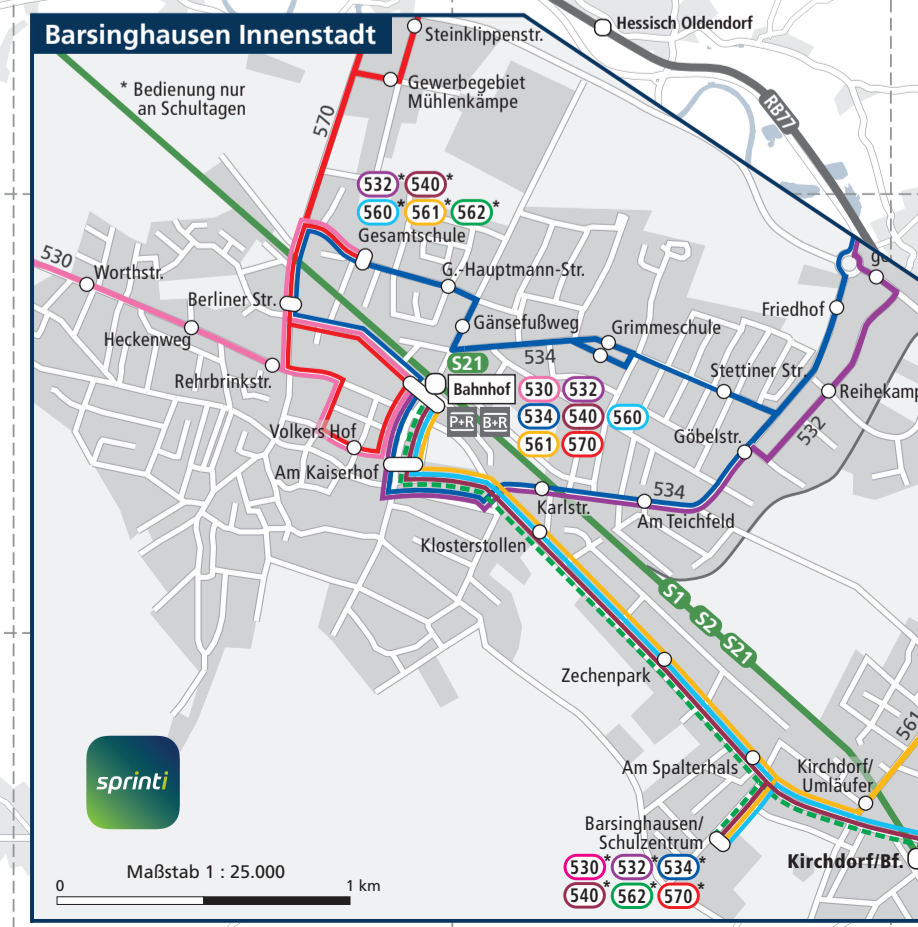 Barsinghausen Innenstadt
Hessisch Oldendorf
RB77
Steinklippenstr.
Gewerbegebiet
Mühlenkämpe
* Bedienung nur
an Schultagen
570
532* 540*
560* 561* 562*
Gesamtschule
530
Worthstr.
G.-Hauptmann-Str.
Berliner Str.
Heckenweg
Gänsefußweg
Grimmeschule
534
Friedhof
Rehrbrinkstr.
S21
Bahnhof
P+R B+R
530 532
534 540 560
561 570
Stettiner Str.
Reihekamp
532
Göbelstr.
Volkers Hof
Am Kaiserhof
534
Karlstr.
Am Teichfeld
Klosterstollen
S1 S2 S21
Zechenpark
561
Am Spalterhals
Kirchdorf/
Umläufer
sprinti
Barsinghausen/
Schulzentrum
530* 532* 534*
540* 562* 570*
Kirchdorf/Bf.
Maßstab 1 : 25.000
0 1 km